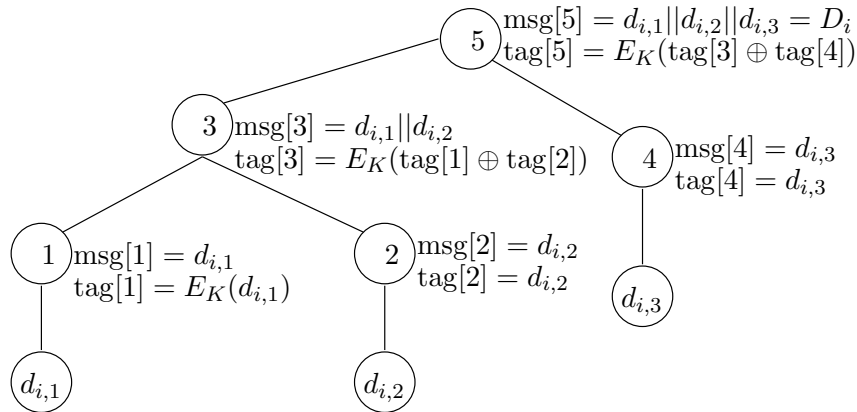 5 msg[5] = d_{i,1}||d_{i,2}||d_{i,3} = D_i
tag[5] = E_K(tag[3] ⊕ tag[4])
3 msg[3] = d_{i,1}||d_{i,2}
tag[3] = E_K(tag[1] ⊕ tag[2])
4 msg[4] = d_{i,3}
tag[4] = d_{i,3}
1 msg[1] = d_{i,1}
tag[1] = E_K(d_{i,1})
2 msg[2] = d_{i,2}
tag[2] = d_{i,2}
d_{i,3}
d_{i,1}
d_{i,2}